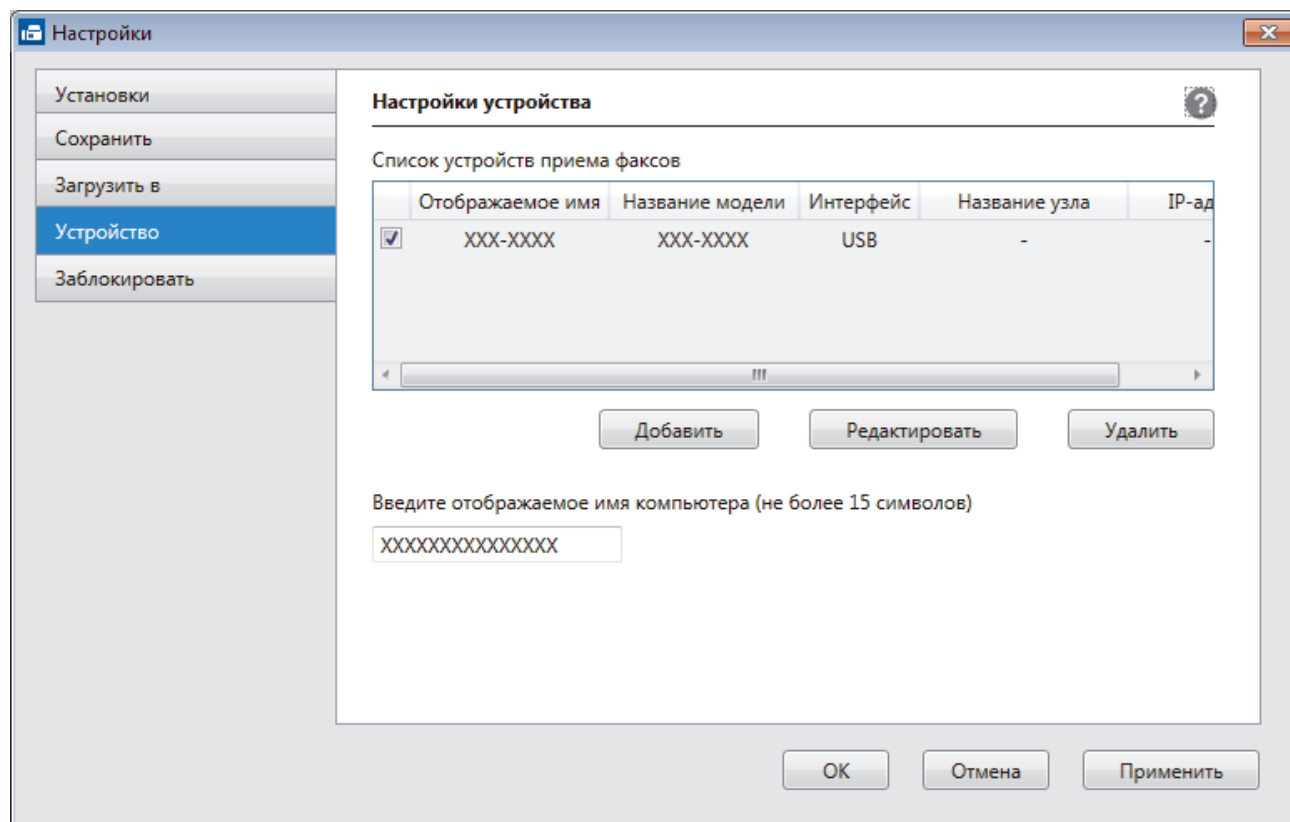 Настройки
Установки
Сохранить
Загрузить в
Устройство
Заблокировать
Настройки устройства
?
Список устройств приема факсов
Отображаемое имя Название модели Интерфейс Название узла IP-ад
XXX-XXXX XXX-XXXX USB - -
Добавить Редактировать Удалить
Введите отображаемое имя компьютера (не более 15 символов)
XXXXXXXXXXXXXXX
OK Отмена Применить